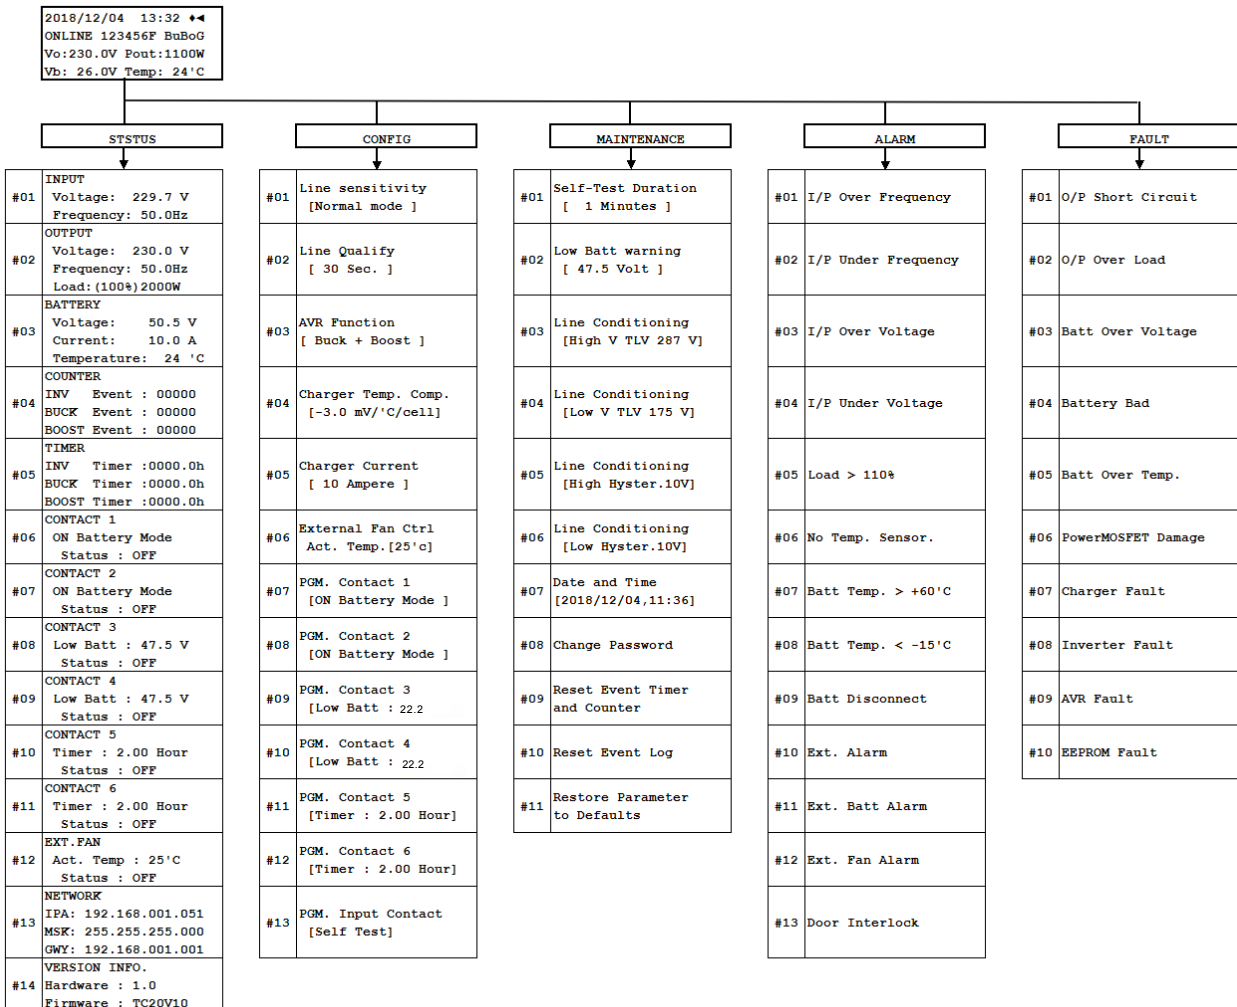 2018/12/04 13:32 ♦◄
ONLINE 123456F BuBoG
Vo:230.0V Pout:1100W
Vb: 26.0V Temp: 24'C
STSTUS
#01
INPUT
Voltage: 229.7 V
Frequency: 50.0Hz
#02
OUTPUT
Voltage: 230.0 V
Frequency: 50.0Hz
Load:(100%)2000W
#03
BATTERY
Voltage: 50.5 V
Current: 10.0 A
Temperature: 24 'C
#04
COUNTER
INV Event : 00000
BUCK Event : 00000
BOOST Event : 00000
#05
TIMER
INV Timer :0000.0h
BUCK Timer :0000.0h
BOOST Timer :0000.0h
#06
CONTACT 1
ON Battery Mode
Status : OFF
#07
CONTACT 2
ON Battery Mode
Status : OFF
#08
CONTACT 3
Low Batt : 47.5 V
Status : OFF
#09
CONTACT 4
Low Batt : 47.5 V
Status : OFF
#10
CONTACT 5
Timer : 2.00 Hour
Status : OFF
#11
CONTACT 6
Timer : 2.00 Hour
Status : OFF
#12
EXT.FAN
Act. Temp : 25'C
Status : OFF
#13
NETWORK
IPA: 192.168.001.051
MSK: 255.255.255.000
GWY: 192.168.001.001
#14
VERSION INFO.
Hardware : 1.0
Firmware : TC20V10
CONFIG
#01
Line sensitivity
[Normal mode ]
#02
Line Qualify
[ 30 Sec. ]
#03
AVR Function
[ Buck + Boost ]
#04
Charger Temp. Comp.
[-3.0 mV/'C/cell]
#05
Charger Current
[ 10 Ampere ]
#06
External Fan Ctrl
Act. Temp.[25'c]
#07
PGM. Contact 1
[ON Battery Mode ]
#08
PGM. Contact 2
[ON Battery Mode ]
#09
PGM. Contact 3
[Low Batt : 22.2
#10
PGM. Contact 4
[Low Batt : 22.2
#11
PGM. Contact 5
[Timer : 2.00 Hour]
#12
PGM. Contact 6
[Timer : 2.00 Hour]
#13
PGM. Input Contact
[Self Test]
MAINTENANCE
#01
Self-Test Duration
[ 1 Minutes ]
#02
Low Batt warning
[ 47.5 Volt ]
#03
Line Conditioning
[High V TLV 287 V]
#04
Line Conditioning
[Low V TLV 175 V]
#05
Line Conditioning
[High Hyster.10V]
#06
Line Conditioning
[Low Hyster.10V]
#07
Date and Time
[2018/12/04,11:36]
#08 Change Password
#09
Reset Event Timer
and Counter
#10 Reset Event Log
#11
Restore Parameter
to Defaults
ALARM
#01 I/P Over Frequency
#02 I/P Under Frequency
#03 I/P Over Voltage
#04 I/P Under Voltage
#05 Load > 110%
#06 No Temp. Sensor.
#07 Batt Temp. > +60'C
#08 Batt Temp. < -15'C
#09 Batt Disconnect
#10 Ext. Alarm
#11 Ext. Batt Alarm
#12 Ext. Fan Alarm
#13 Door Interlock
FAULT
#01 O/P Short Circuit
#02 O/P Over Load
#03 Batt Over Voltage
#04 Battery Bad
#05 Batt Over Temp.
#06 PowerMOSFET Damage
#07 Charger Fault
#08 Inverter Fault
#09 AVR Fault
#10 EEPROM Fault